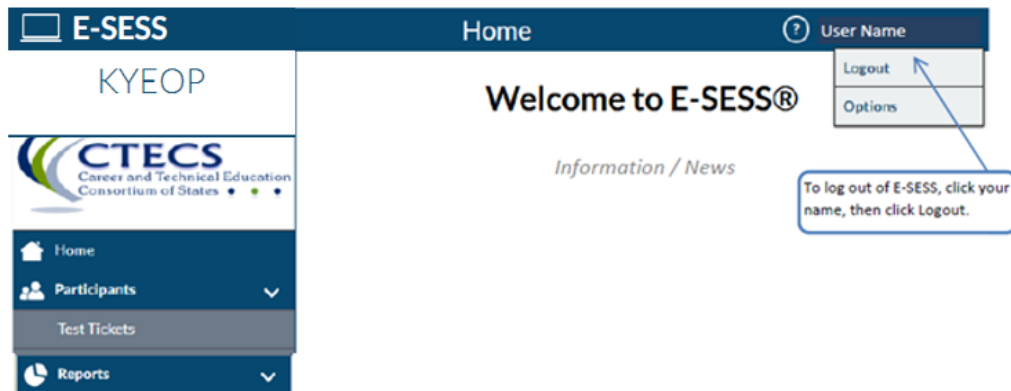 E-SESS
Home
?
User Name
KYEOP
Logout
Options
Welcome to E-SESS®
CTECS
Career and Technical Education
Consortium of States
Information / News
To log out of E-SESS, click your
name, then click Logout.
Home
Participants
Test Tickets
Reports